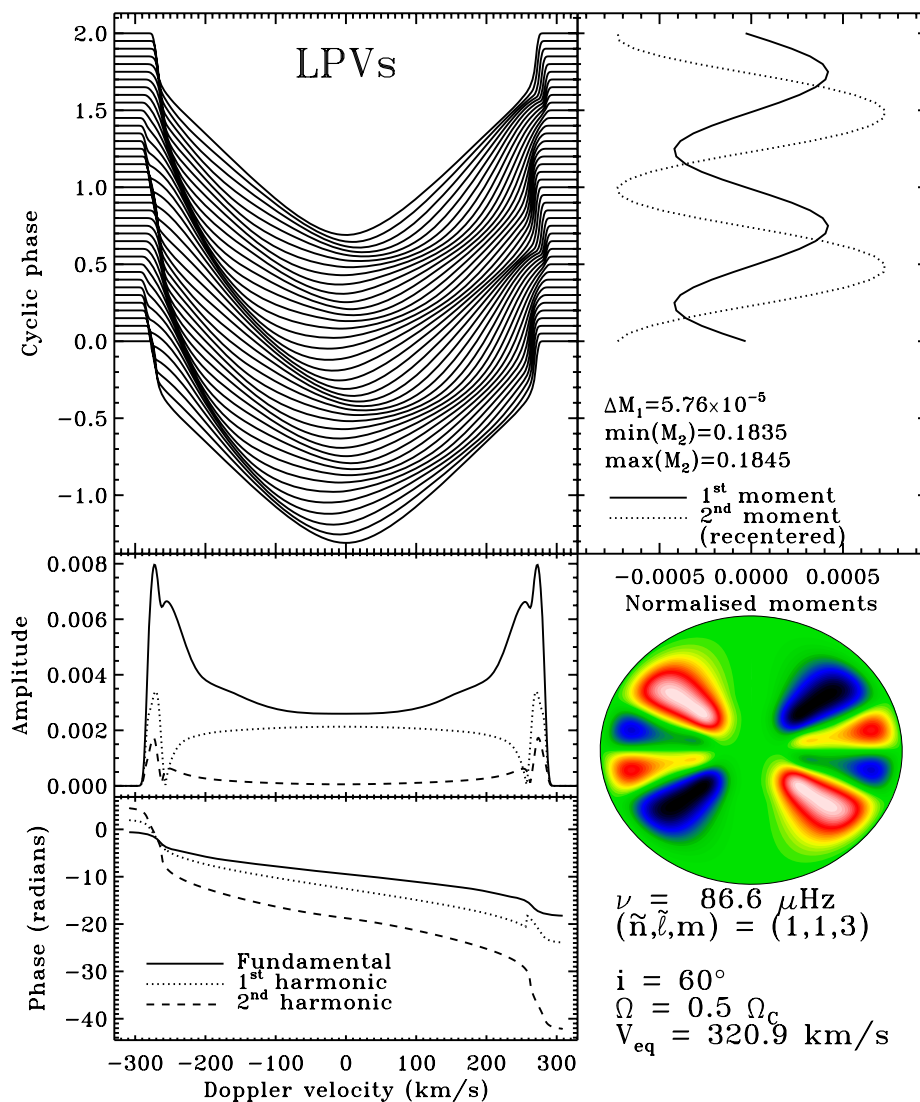 LPVs
Cyclic phase
2.0
1.5
1.0
0.5
0.0
−0.5
−1.0
ΔM₁=5.76×10⁻⁵
min(M₂)=0.1835
max(M₂)=0.1845
1ˢᵗ moment
2ⁿᵈ moment
(recentered)
−0.0005 0.0000 0.0005
Normalised moments
Amplitude
0.008
0.006
0.004
0.002
0.000
Phase (radians)
0
−10
−20
−30
−40
Fundamental
1ˢᵗ harmonic
2ⁿᵈ harmonic
−300 −200 −100 0 100 200 300
Doppler velocity (km/s)
ν = 86.6 μHz
(ñ,ℓ̃,m) = (1,1,3)
i = 60°
Ω = 0.5 Ω_C
V_eq = 320.9 km/s